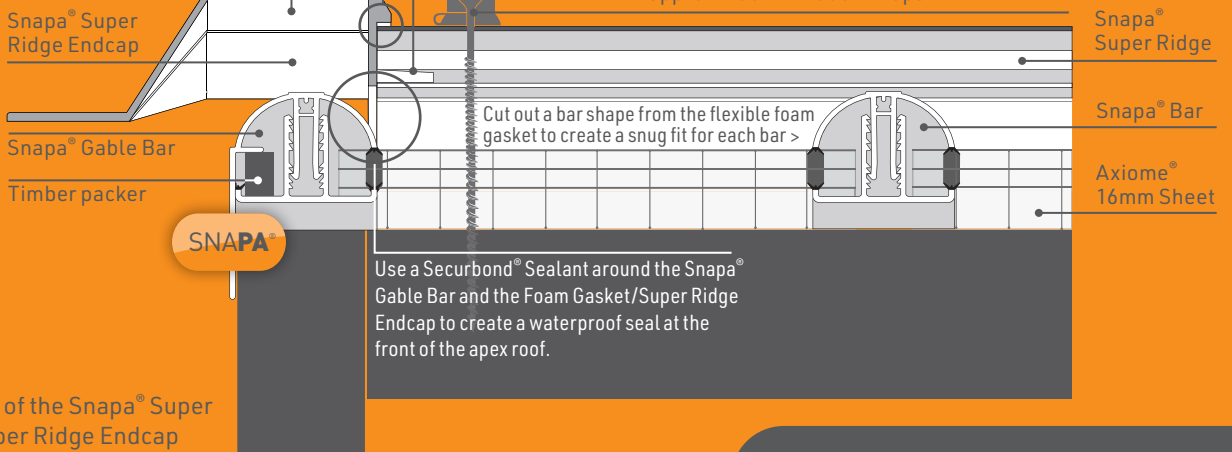 Snapa® Super
Ridge Endcap
Snapa®
Super Ridge
Cut out a bar shape from the flexible foam
gasket to create a snug fit for each bar >
Snapa® Bar
Snapa® Gable Bar
Axiome®
16mm Sheet
Timber packer
SNAPA®
Use a Securbond® Sealant around the Snapa®
Gable Bar and the Foam Gasket/Super Ridge
Endcap to create a waterproof seal at the
front of the apex roof.
of the Snapa® Super
per Ridge Endcap